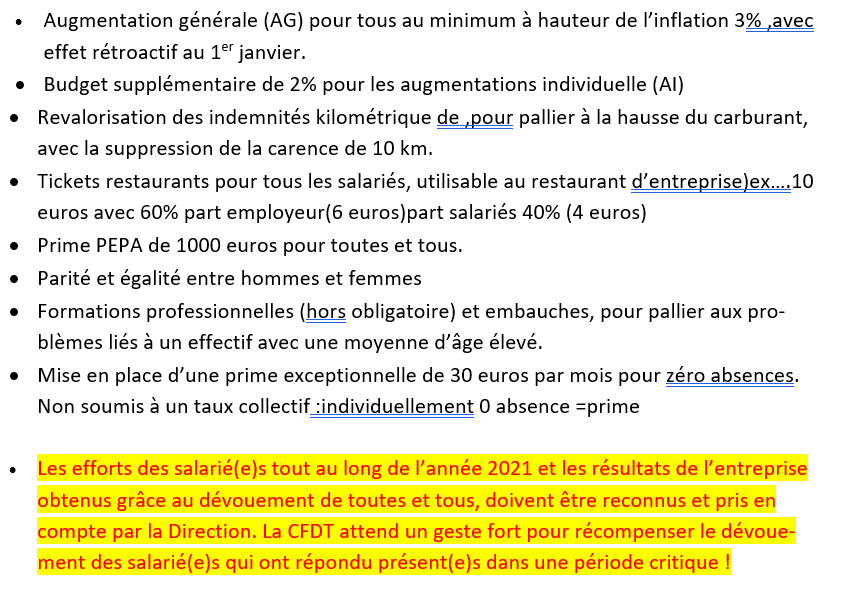 • Augmentation générale (AG) pour tous au minimum à hauteur de l’inflation 3% ,avec
effet rétroactif au 1er janvier.
• Budget supplémentaire de 2% pour les augmentations individuelle (AI)
• Revalorisation des indemnités kilométrique de ,pour pallier à la hausse du carburant,
avec la suppression de la carence de 10 km.
• Tickets restaurants pour tous les salariés, utilisable au restaurant d’entreprise)ex....10
euros avec 60% part employeur(6 euros)part salariés 40% (4 euros)
• Prime PEPA de 1000 euros pour toutes et tous.
• Parité et égalité entre hommes et femmes
• Formations professionnelles (hors obligatoire) et embauches, pour pallier aux pro-
blèmes liés à un effectif avec une moyenne d’âge élevé.
• Mise en place d’une prime exceptionnelle de 30 euros par mois pour zéro absences.
Non soumis à un taux collectif :individuellement 0 absence =prime
• Les efforts des salarié(e)s tout au long de l’année 2021 et les résultats de l’entreprise
obtenus grâce au dévouement de toutes et tous, doivent être reconnus et pris en
compte par la Direction. La CFDT attend un geste fort pour récompenser le dévoue-
ment des salarié(e)s qui ont répondu présent(e)s dans une période critique !